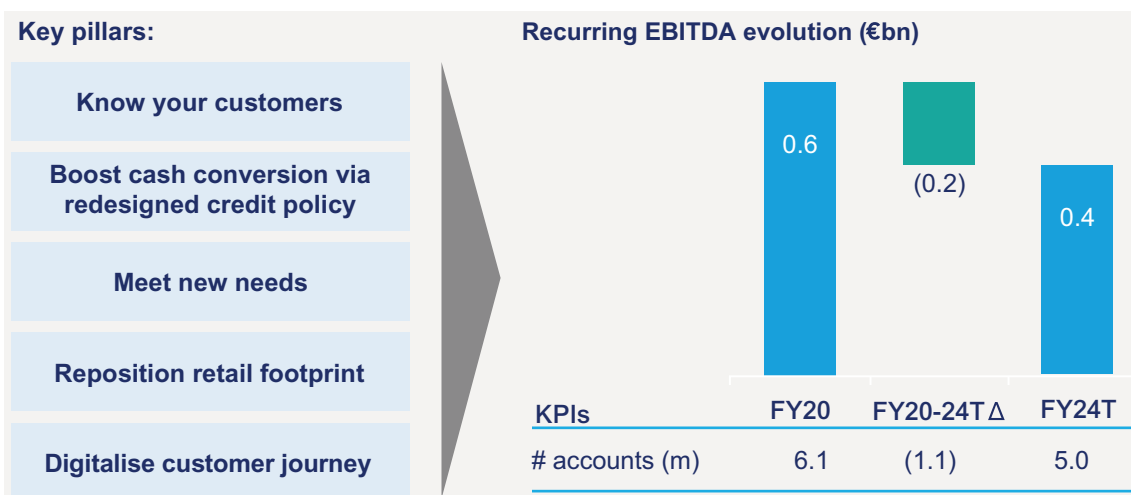 Key pillars:
Know your customers
Boost cash conversion via
redesigned credit policy
Meet new needs
Reposition retail footprint
Digitalise customer journey
Recurring EBITDA evolution (€bn)
0.6
(0.2)
0.4
KPIs FY20 FY20-24T Δ FY24T
# accounts (m) 6.1 (1.1) 5.0